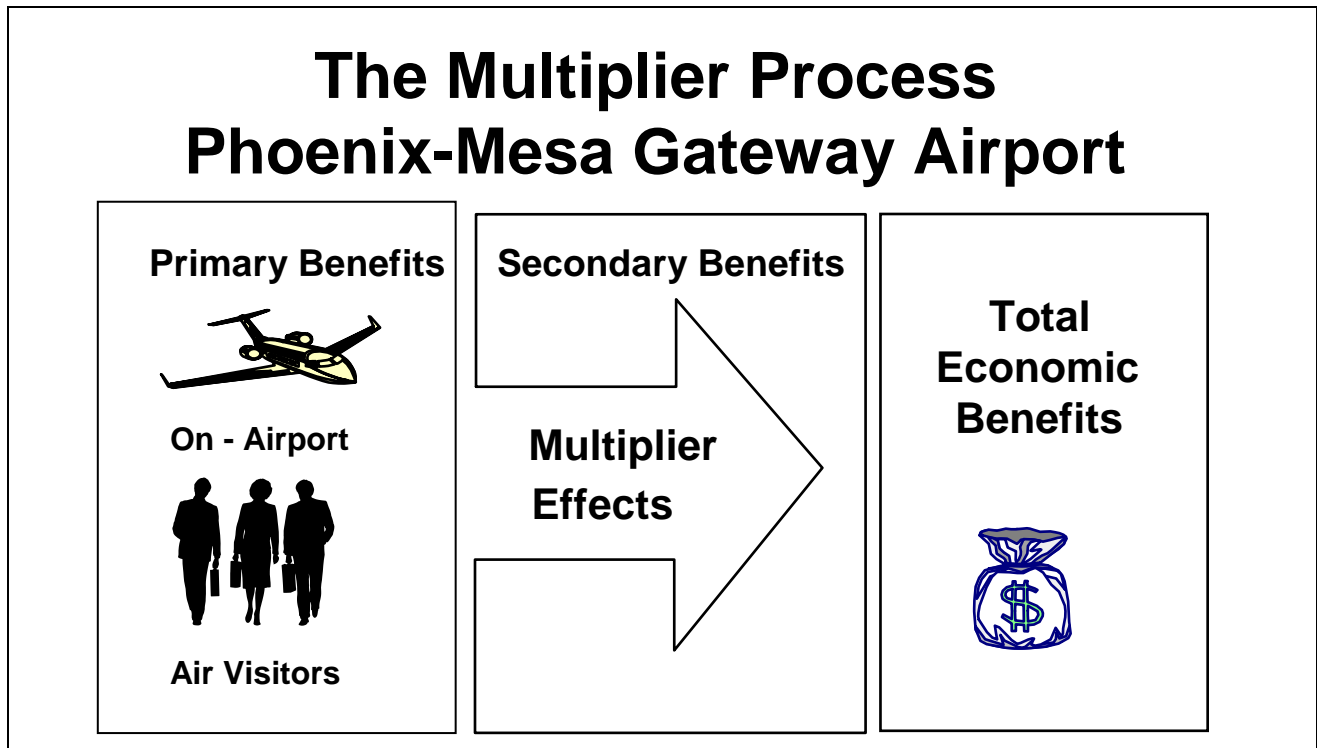 The Multiplier Process
Phoenix-Mesa Gateway Airport
Primary Benefits
On - Airport
Air Visitors
Secondary Benefits
Multiplier
Effects
Total
Economic
Benefits
$